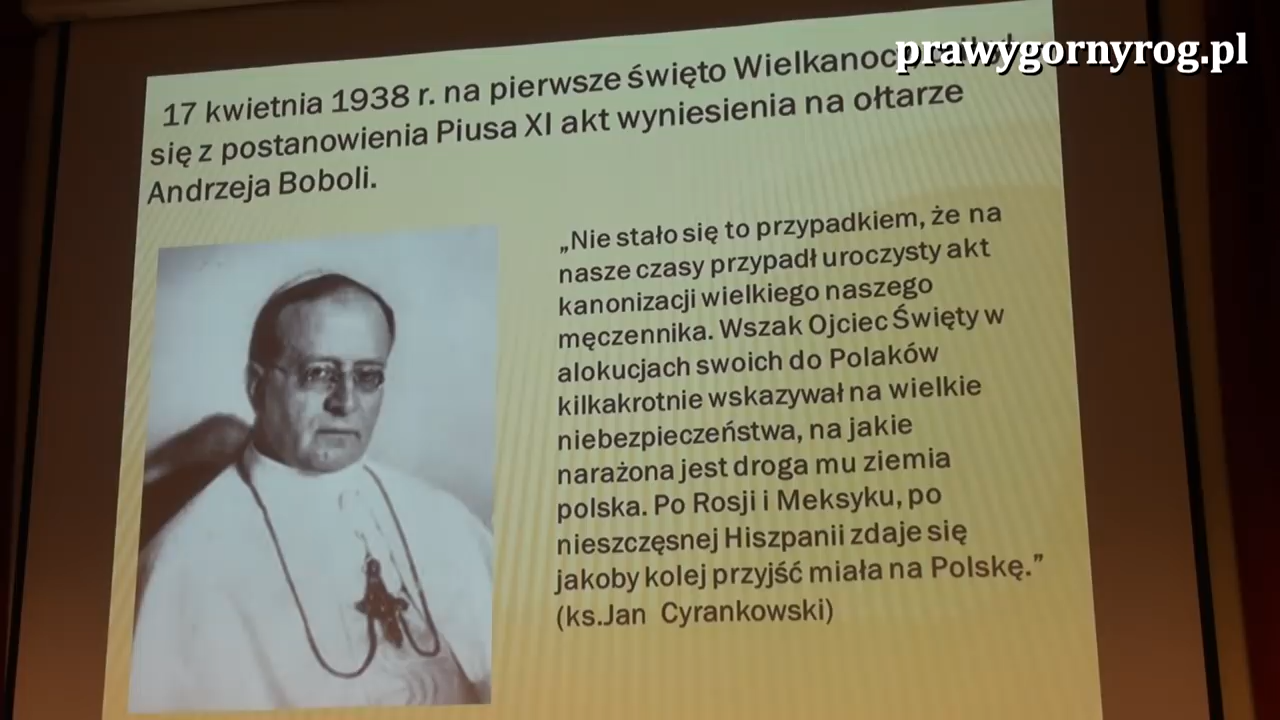 prawygornyrog.pl
17 kwietnia 1938 r. na pierwsze święto
się z postanowienia Piusa XI akt wyniesienia na ołtarze
Andrzeja Boboli.
„Nie stało się to przypadkiem, że na
nasze czasy przypadł uroczysty akt
kanonizacji wielkiego naszego
męczennika. Wszak Ojciec Święty w
alokucjach swoich do Polaków
kilkakrotnie wskazywał na wielkie
niebezpieczeństwa, na jakie
narażona jest droga mu ziemia
polska. Po Rosji i Meksyku, po
nieszczęsnej Hiszpanii zdaje się
jakoby kolej przyjść miała na Polskę.”
(ks.Jan Cyrankowski)